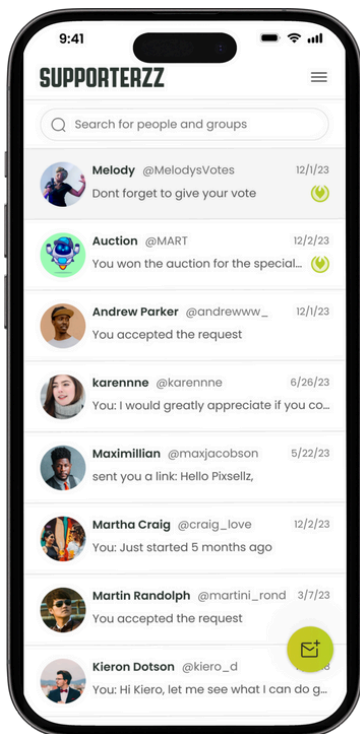 9:41
SUPPORTERZZ
Search for people and groups
Melody @MelodysVotes 12/1/23
Dont forget to give your vote
Auction @MART 12/2/23
You won the auction for the special...
Andrew Parker @andrewww_ 12/1/23
You accepted the request
karennne @karennne 6/26/23
You: I would greatly appreciate if you co...
Maximillian @maxjacobson 5/22/23
sent you a link: Hello Pixsellz,
Martha Craig @craig_love 12/2/23
You: Just started 5 months ago
Martin Randolph @martini_rond 3/7/23
You accepted the request
Kieron Dotson @kiero_d
You: Hi Kiero, let me see what I can do g...